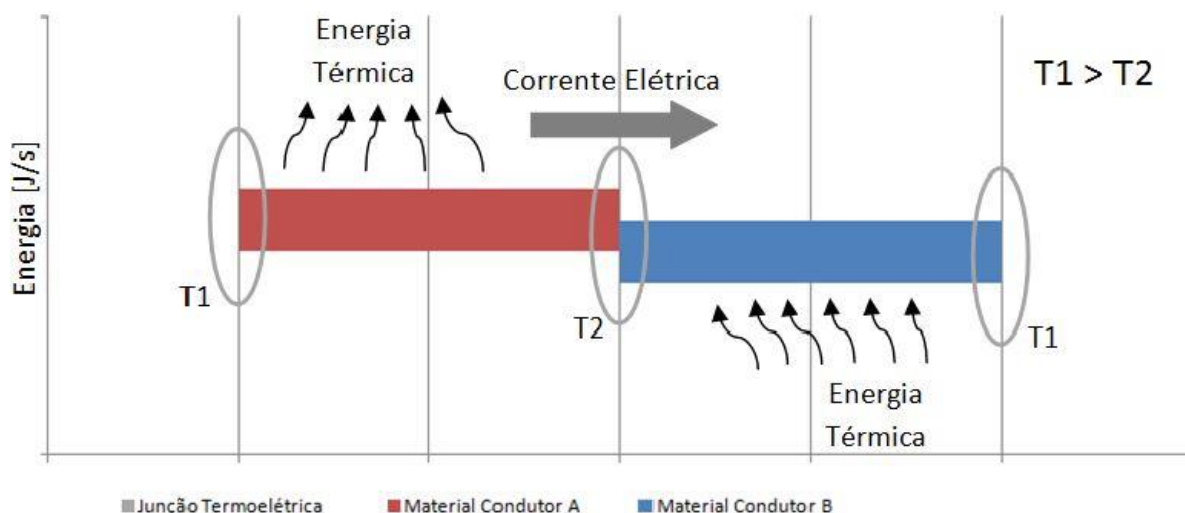 Energia
Térmica
Corrente Elétrica
T1 > T2
Energia [J/s]
T1
T2
T1
Energia
Térmica
Junção Termoelétrica
Material Condutor A
Material Condutor B